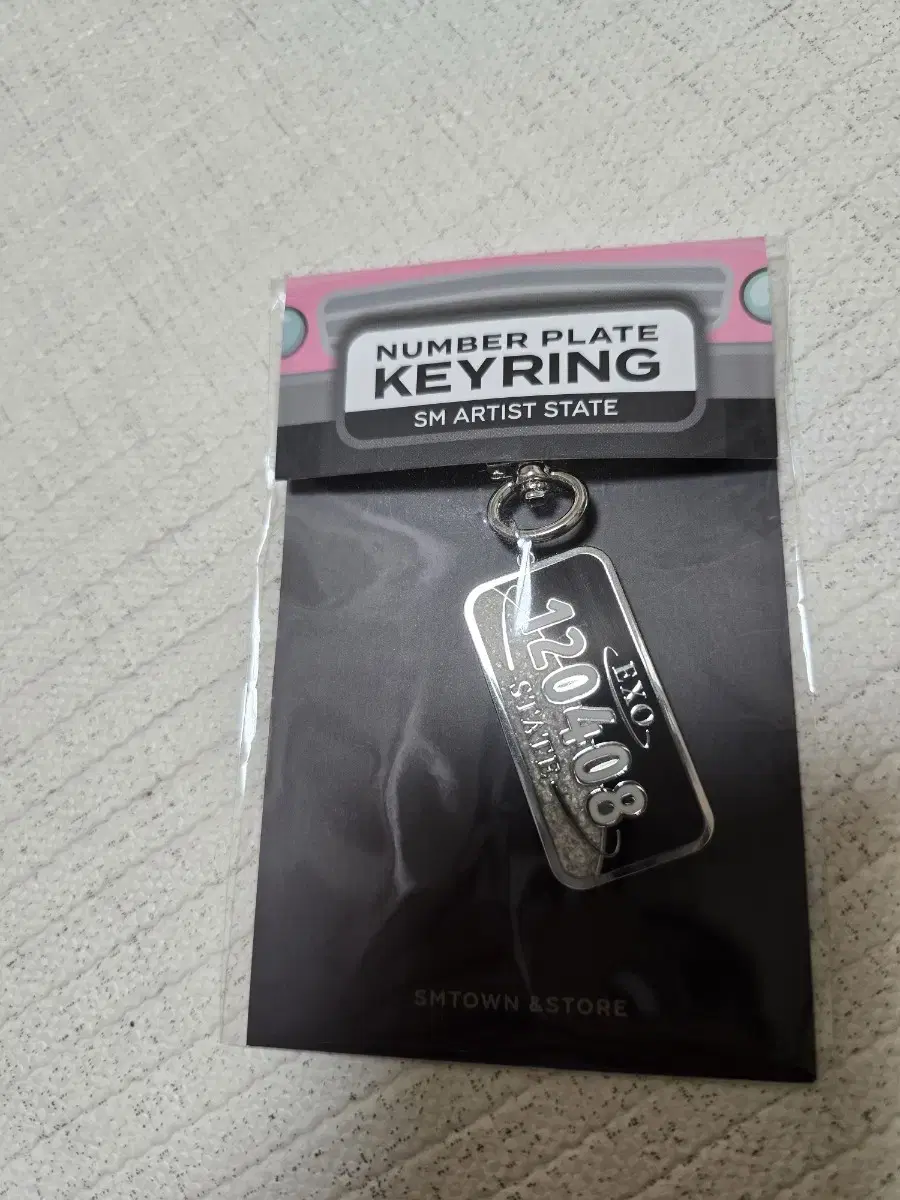 NUMBER PLATE
KEYRING
SM ARTIST STATE
EXO
120408
STATE
SMTOWN &STORE